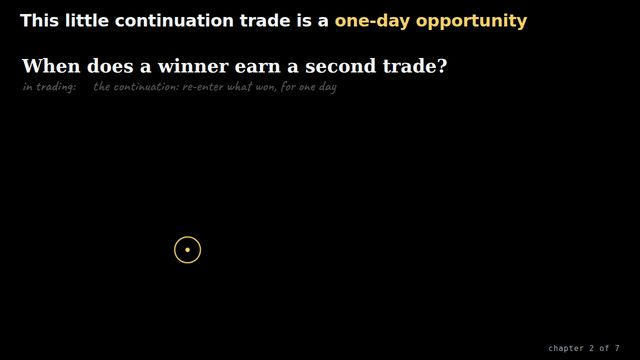 This little continuation trade is a one-day opportunity
When does a winner earn a second trade?
in trading: the continuation: re-enter what won, for one day
chapter 2 of 7